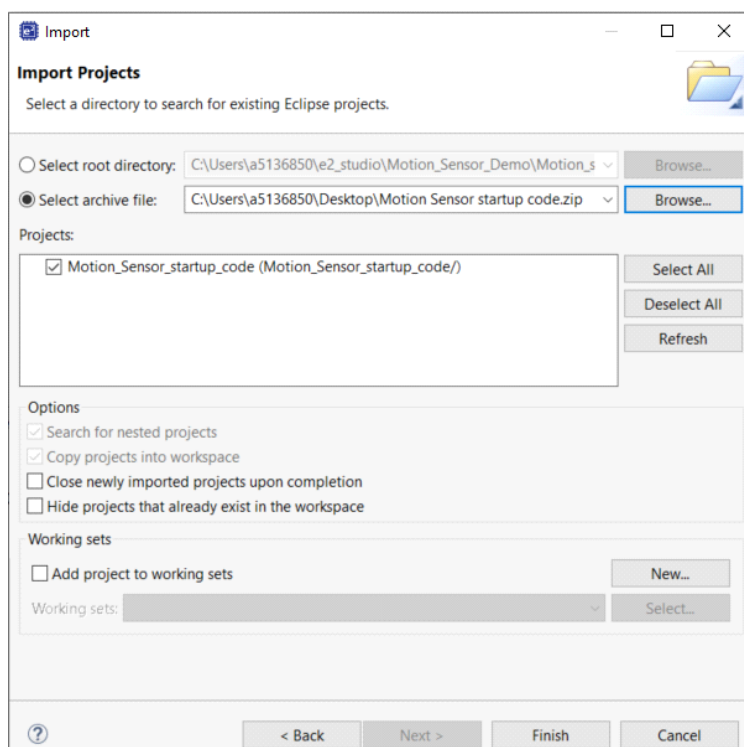 Import
Import Projects
Select a directory to search for existing Eclipse projects.
Select root directory: C:\Users\a5136850\e2_studio\Motion_Sensor_Demo\Motion_s Browse...
Select archive file: C:\Users\a5136850\Desktop\Motion Sensor startup code.zip Browse...
Projects:
Motion_Sensor_startup_code (Motion_Sensor_startup_code/)
Select All
Deselect All
Refresh
Options
Search for nested projects
Copy projects into workspace
Close newly imported projects upon completion
Hide projects that already exist in the workspace
Working sets
Add project to working sets New...
Working sets: Select...
? < Back Next > Finish Cancel